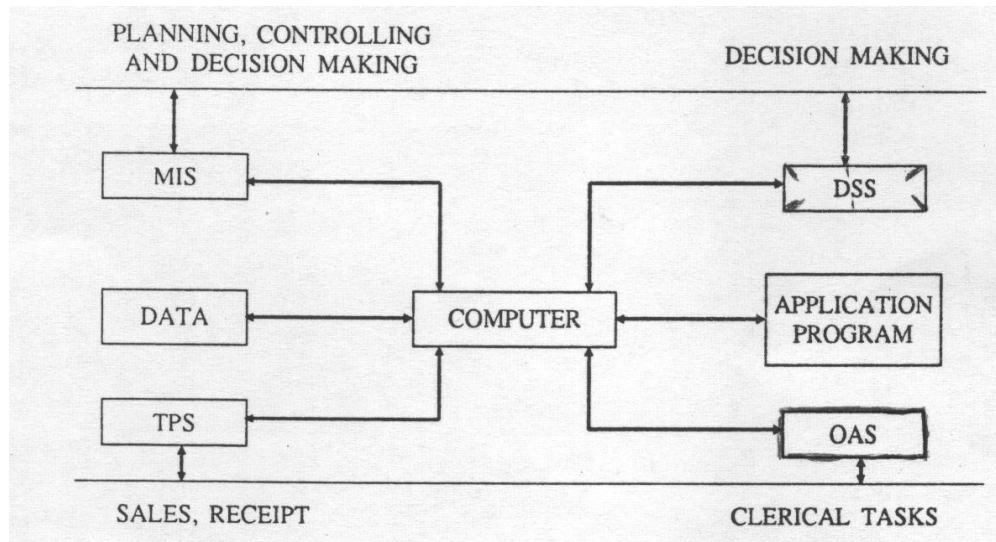 PLANNING, CONTROLLING
AND DECISION MAKING
DECISION MAKING
MIS
DSS
DATA
COMPUTER
APPLICATION
PROGRAM
TPS
OAS
SALES, RECEIPT
CLERICAL TASKS